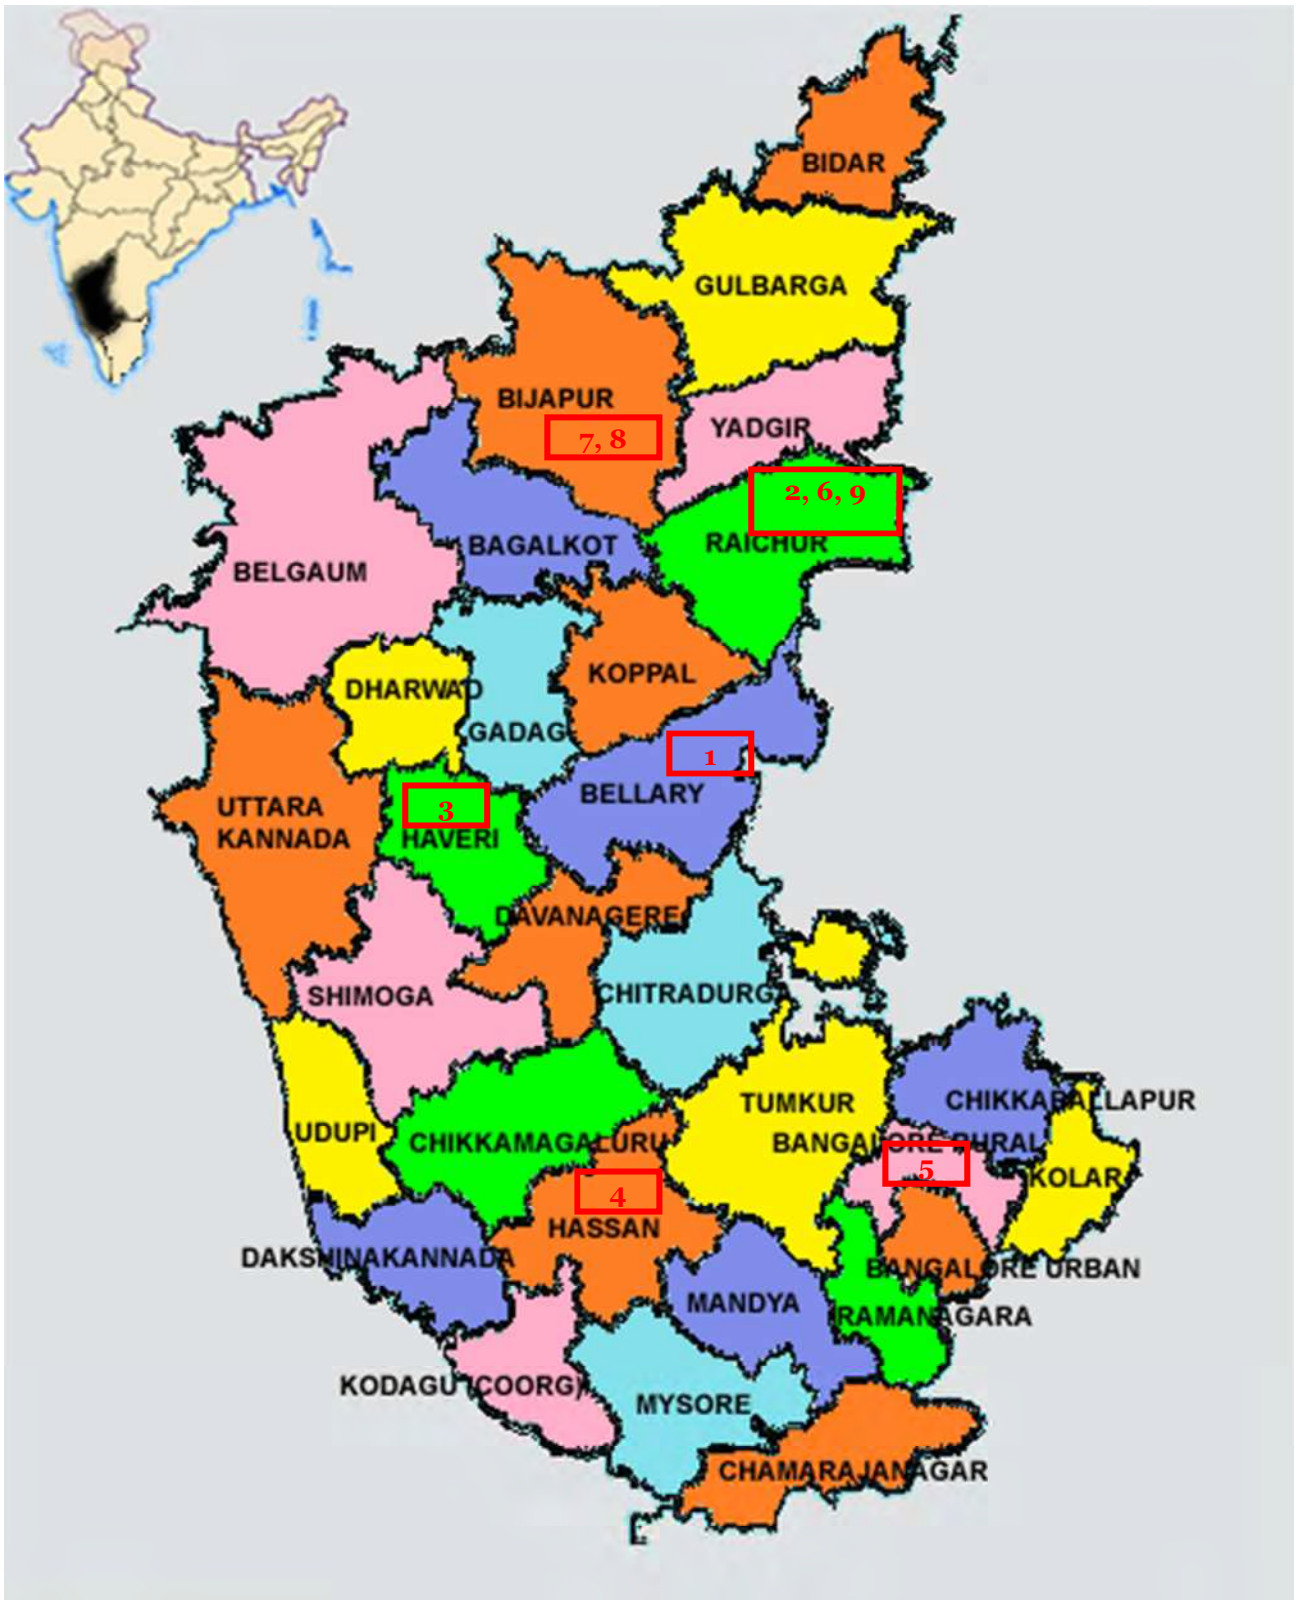 BIDAR
GULBARGA
BIJAPUR
7, 8
YADGIR
2, 6, 9
RAICHUR
BAGALKOT
BELGAUM
KOPPAL
DHARWAD
GADAG
1
BELLARY
3
UTTARA
KANNADA
HAVERI
DAVANAGERE
CHITRADURGA
SHIMOGA
TUMKUR
CHIKKABALLAPUR
UDUPI
CHIKKAMAGALURU
BANGALORE RURAL
5
KOLAR
4
HASSAN
DAKSHINAKANNADA
BANGALORE URBAN
MANDYA
RAMANAGARA
KODAGU (COORG)
MYSORE
CHAMARAJANAGAR